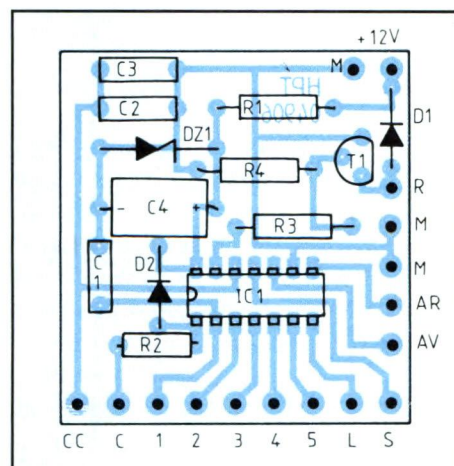 +12V
C3 M
HPT
04906
C2 R1 D1
DZ1
T1
R4
R
- C4 +
R3 M
C1 D2 M
IC1
AR
R2 AV
CC C 1 2 3 4 5 L S